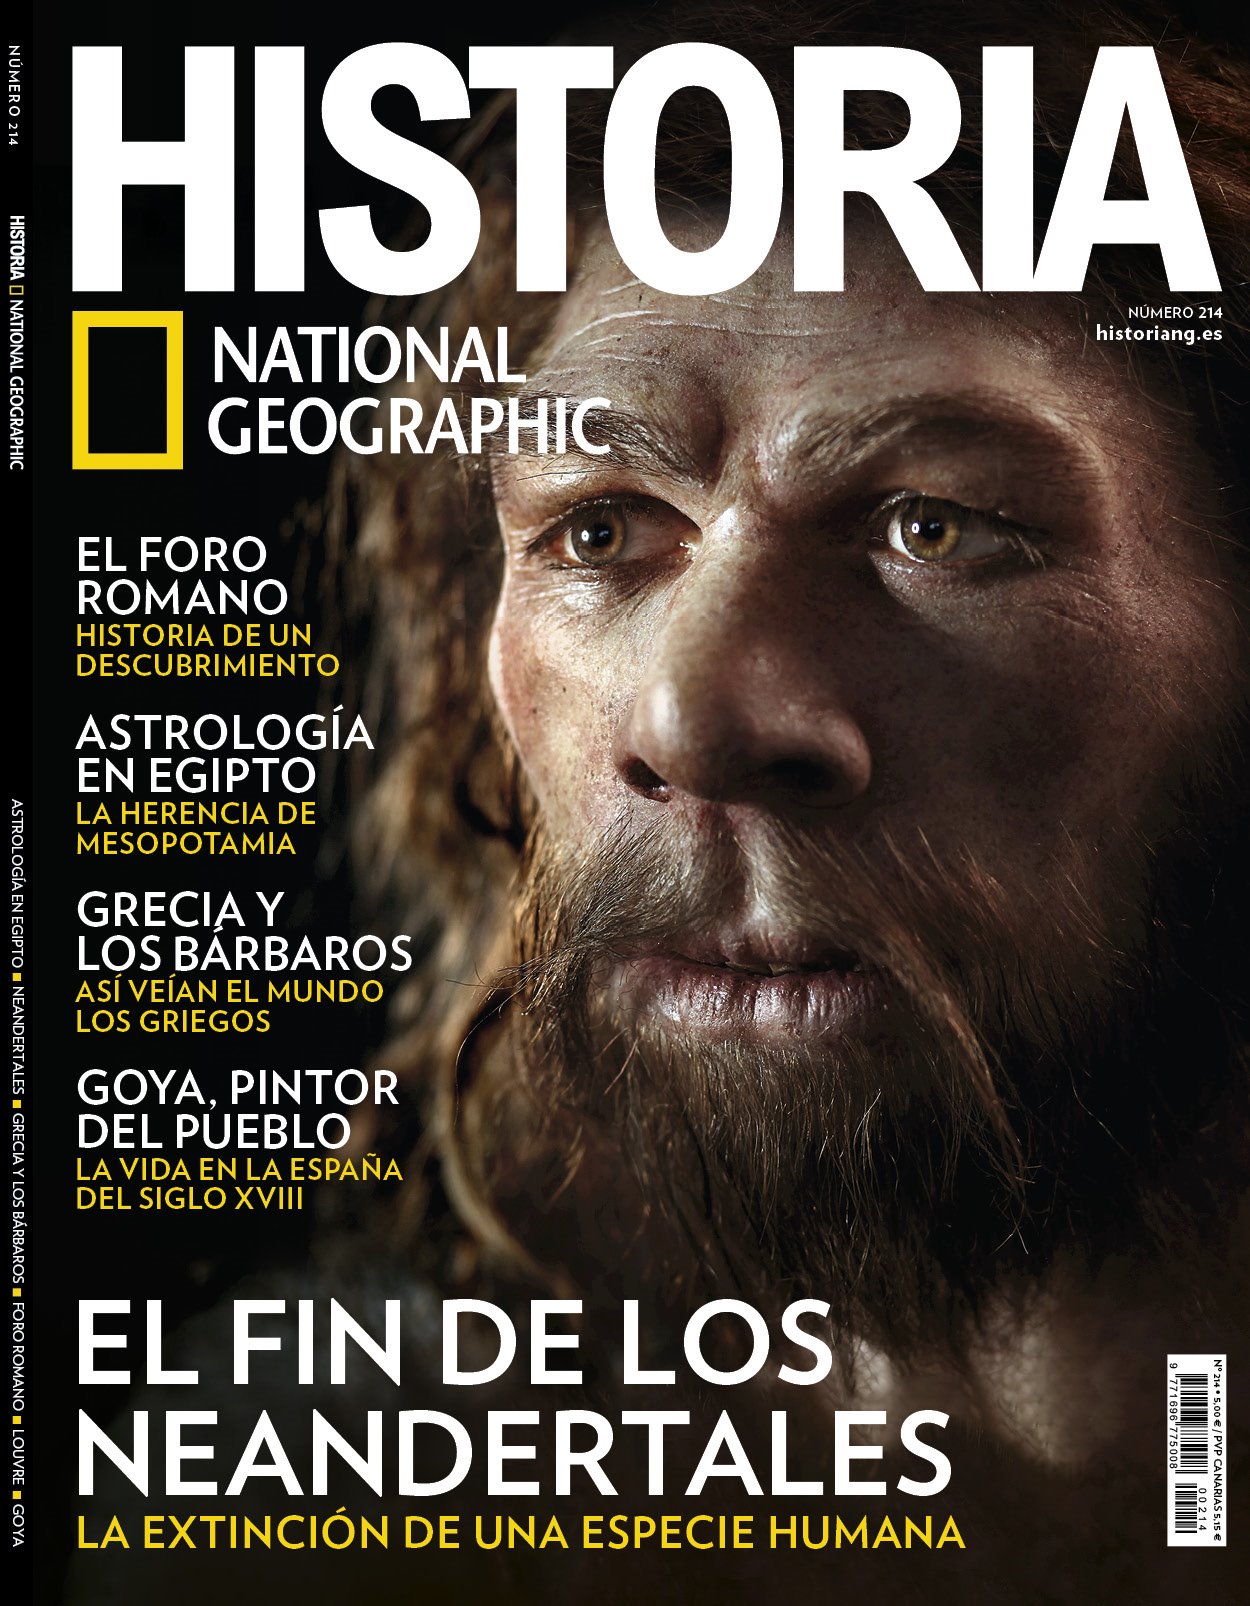 HISTORIA
NATIONAL
GEOGRAPHIC
NÚMERO 214
historiang.es
EL FORO
ROMANO
HISTORIA DE UN
DESCUBRIMIENTO
ASTROLOGÍA
EN EGIPTO
LA HERENCIA DE
MESOPOTAMIA
GRECIA Y
LOS BÁRBAROS
ASÍ VEÍAN EL MUNDO
LOS GRIEGOS
GOYA, PINTOR
DEL PUEBLO
LA VIDA EN LA ESPAÑA
DEL SIGLO XVIII
EL FIN DE LOS
NEANDERTALES
LA EXTINCIÓN DE UNA ESPECIE HUMANA
NÚMERO 214
HISTORIA NATIONAL GEOGRAPHIC
ASTROLOGÍA EN EGIPTO ■ NEANDERTALES ■ GRECIA Y LOS BÁRBAROS ■ FORO ROMANO ■ LOUVRE ■ GOYA
Nº 214 • 5,00 € / PVP CANARIAS 5,15 €
00214
9 771696 775008